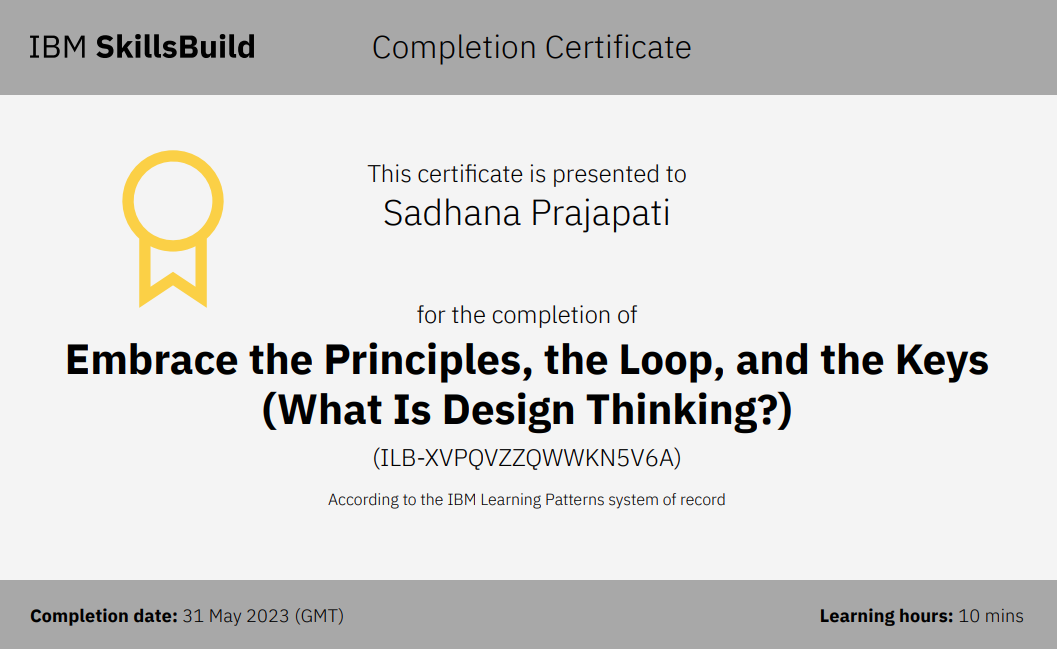 IBM SkillsBuild
Completion Certificate
This certificate is presented to
Sadhana Prajapati
for the completion of
Embrace the Principles, the Loop, and the Keys
(What Is Design Thinking?)
(ILB-XVPQVZZQWWKN5V6A)
According to the IBM Learning Patterns system of record
Completion date: 31 May 2023 (GMT)
Learning hours: 10 mins